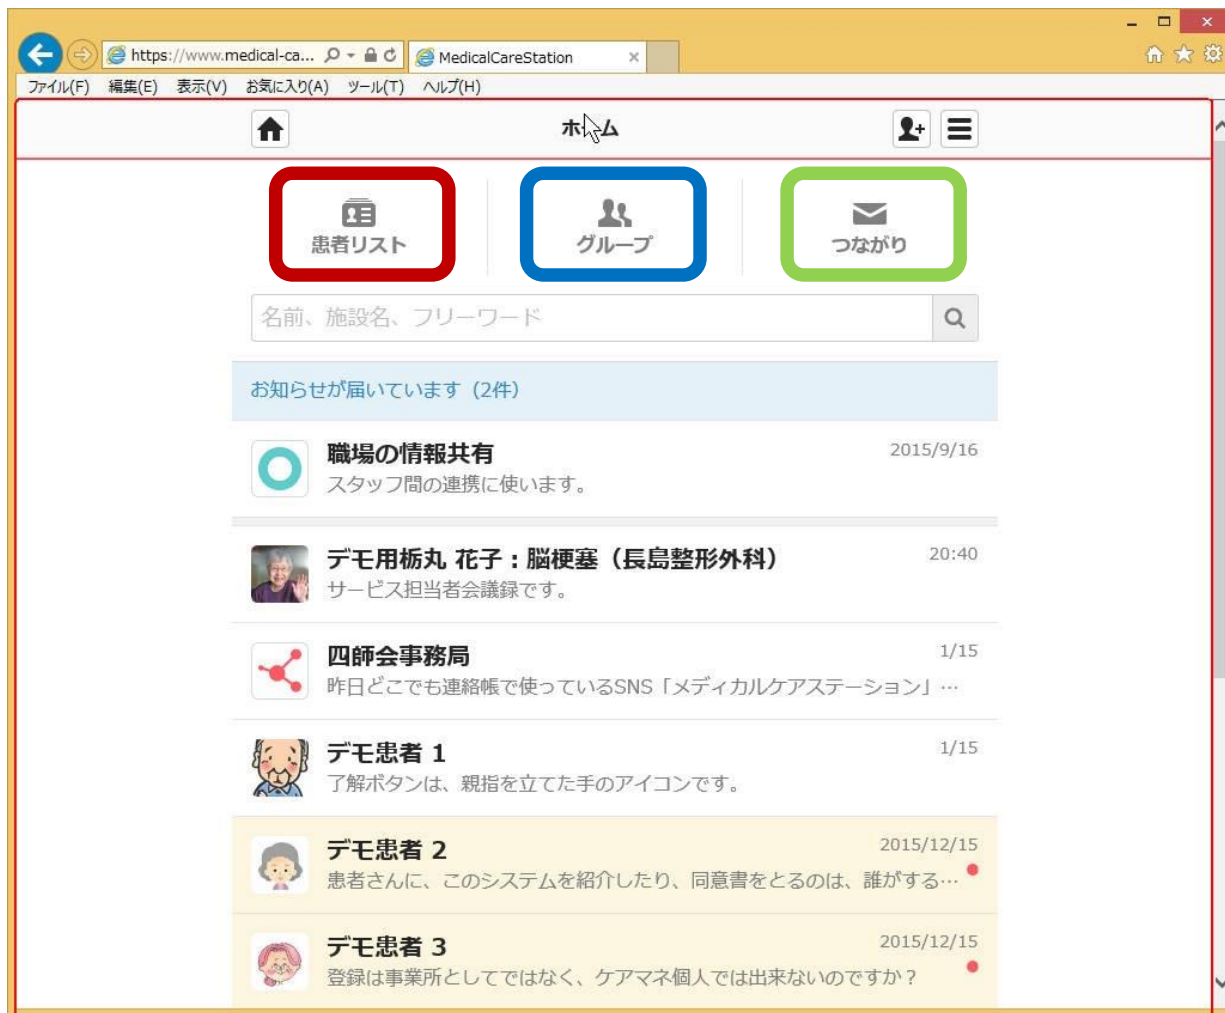 https://www.medical-ca...
MedicalCareStation
ファイル(F) 編集(E) 表示(V) お気に入り(A) ツール(T) ヘルプ(H)
ホーム
患者リスト
グループ
つながり
名前、施設名、フリーワード
お知らせが届いています (2件)
職場の情報共有
2015/9/16
スタッフ間の連携に使います。
デモ用栃丸 花子：脳梗塞（長島整形外科）
20:40
サービス担当者会議録です。
四師会事務局
1/15
昨日どこでも連絡帳で使っているSNS「メディカルケアステーション」…
デモ患者 1
1/15
了解ボタンは、親指を立てた手のアイコンです。
デモ患者 2
2015/12/15
患者さんに、このシステムを紹介したり、同意書をとるのは、誰がする…
デモ患者 3
2015/12/15
登録は事業所としてではなく、ケアマネ個人では出来ないのですか？